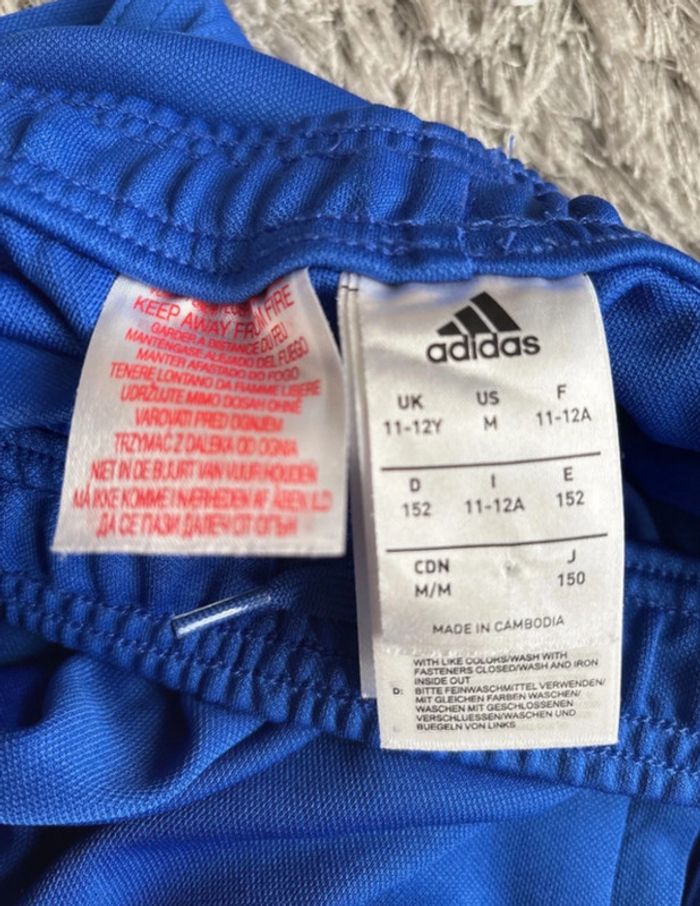 KEEP AWAY FROM FIRE
GARDER A DISTANCE DU FEU
MANTÉNGASE ALEJADO DEL FUEGO
MANTER AFASTADO DO FOGO
TENERE LONTANO DA FIAMME LIBERE
UDRŽUJTE MIMO DOSAH OHNĚ
VAROVATI PRED OGNJEM
TRZYMAĆ Z DALEKA OD OGNIA
NIET IN DE BUURT VAN VUUR HOUDEN
MÅ IKKE KOMME I NÆRHEDEN AF ÅBEN ILD
ДА СЕ ПАЗИ ДАЛЕЧ ОТ ОГЪН
adidas
UK US F
11-12Y M 11-12A
D I E
152 11-12A 152
CDN J
M/M 150
MADE IN CAMBODIA
WITH LIKE COLORS/WASH WITH
FASTENERS CLOSED/WASH AND IRON
INSIDE OUT
D: BITTE FEINWASCHMITTEL VERWENDEN/
MIT GLEICHEN FARBEN WASCHEN/
WASCHEN MIT GESCHLOSSENEN
VERSCHLUESSEN/WASCHEN UND
BUEGELN VON LINKS